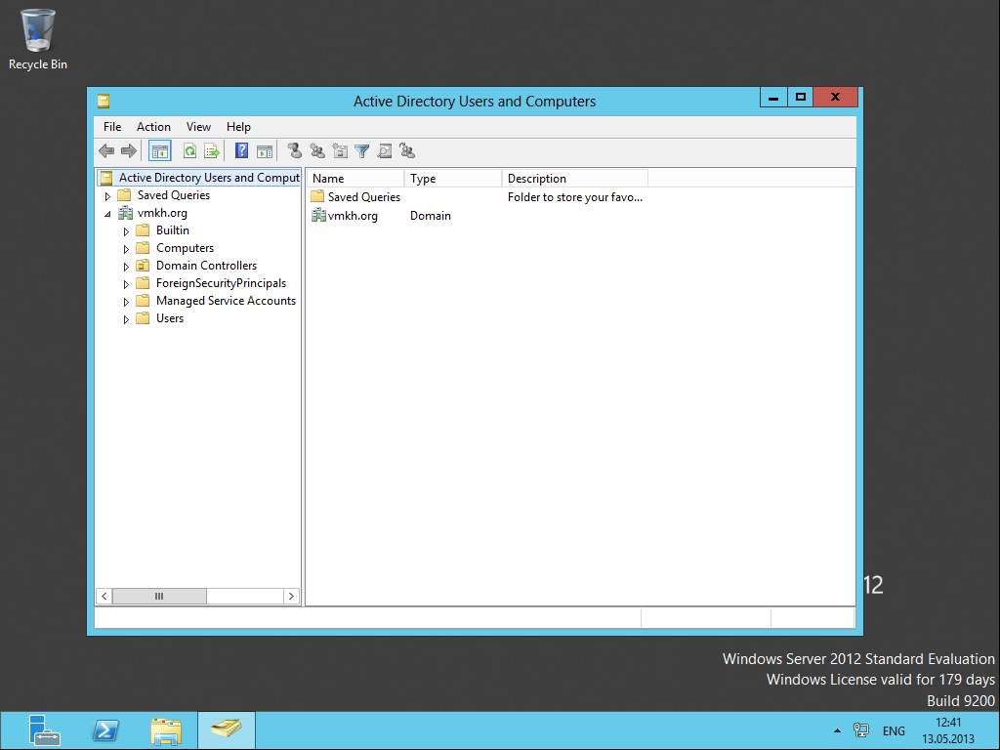 Recycle Bin
Active Directory Users and Computers
File Action View Help
Active Directory Users and Comput
Saved Queries
vmkh.org
Builtin
Computers
Domain Controllers
ForeignSecurityPrincipals
Managed Service Accounts
Users
Name Type Description
Saved Queries Folder to store your favo...
vmkh.org Domain
12
Windows Server 2012 Standard Evaluation
Windows License valid for 179 days
Build 9200
ENG
12:41
13.05.2013